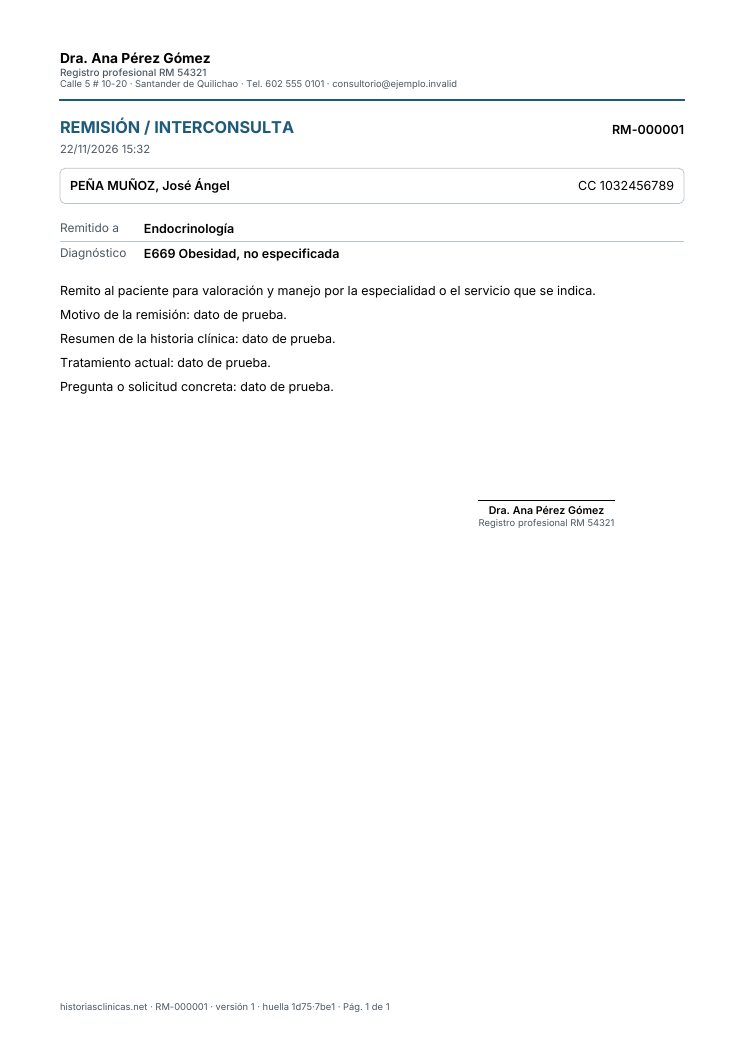 Dra. Ana Pérez Gómez
Registro profesional RM 54321
Calle 5 # 10-20 · Santander de Quilichao · Tel. 602 555 0101 · consultorio@ejemplo.invalid
REMISIÓN / INTERCONSULTA
RM-000001
22/11/2026 15:32
PEÑA MUÑOZ, José Ángel
CC 1032456789
Remitido a Endocrinología
Diagnóstico E669 Obesidad, no especificada
Remito al paciente para valoración y manejo por la especialidad o el servicio que se indica.
Motivo de la remisión: dato de prueba.
Resumen de la historia clínica: dato de prueba.
Tratamiento actual: dato de prueba.
Pregunta o solicitud concreta: dato de prueba.
Dra. Ana Pérez Gómez
Registro profesional RM 54321
historiasclinicas.net · RM-000001 · versión 1 · huella 1d75·7be1 · Pág. 1 de 1